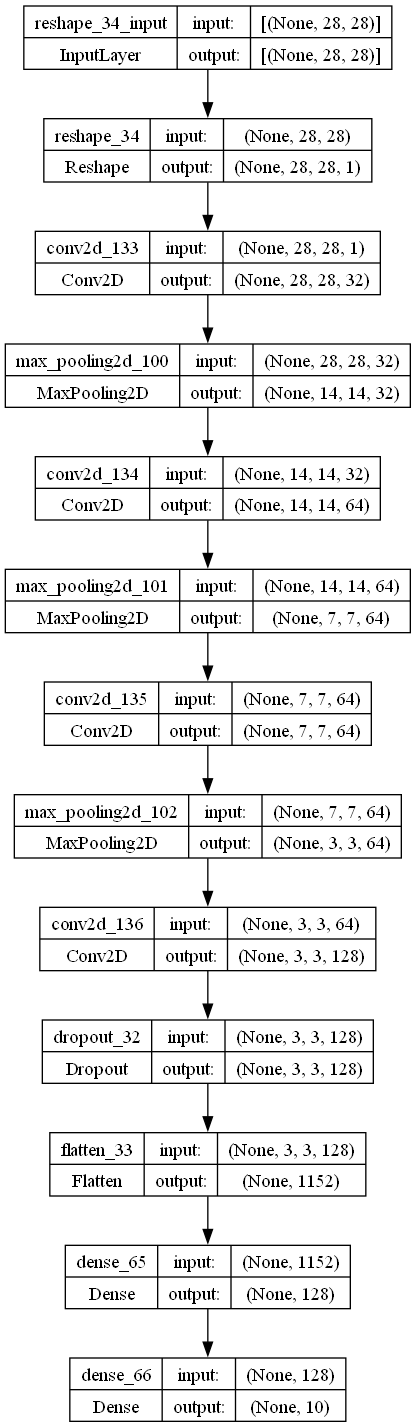 reshape_34_input input: [(None, 28, 28)]
InputLayer output: [(None, 28, 28)]
reshape_34 input: (None, 28, 28)
Reshape output: (None, 28, 28, 1)
conv2d_133 input: (None, 28, 28, 1)
Conv2D output: (None, 28, 28, 32)
max_pooling2d_100 input: (None, 28, 28, 32)
MaxPooling2D output: (None, 14, 14, 32)
conv2d_134 input: (None, 14, 14, 32)
Conv2D output: (None, 14, 14, 64)
max_pooling2d_101 input: (None, 14, 14, 64)
MaxPooling2D output: (None, 7, 7, 64)
conv2d_135 input: (None, 7, 7, 64)
Conv2D output: (None, 7, 7, 64)
max_pooling2d_102 input: (None, 7, 7, 64)
MaxPooling2D output: (None, 3, 3, 64)
conv2d_136 input: (None, 3, 3, 64)
Conv2D output: (None, 3, 3, 128)
dropout_32 input: (None, 3, 3, 128)
Dropout output: (None, 3, 3, 128)
flatten_33 input: (None, 3, 3, 128)
Flatten output: (None, 1152)
dense_65 input: (None, 1152)
Dense output: (None, 128)
dense_66 input: (None, 128)
Dense output: (None, 10)